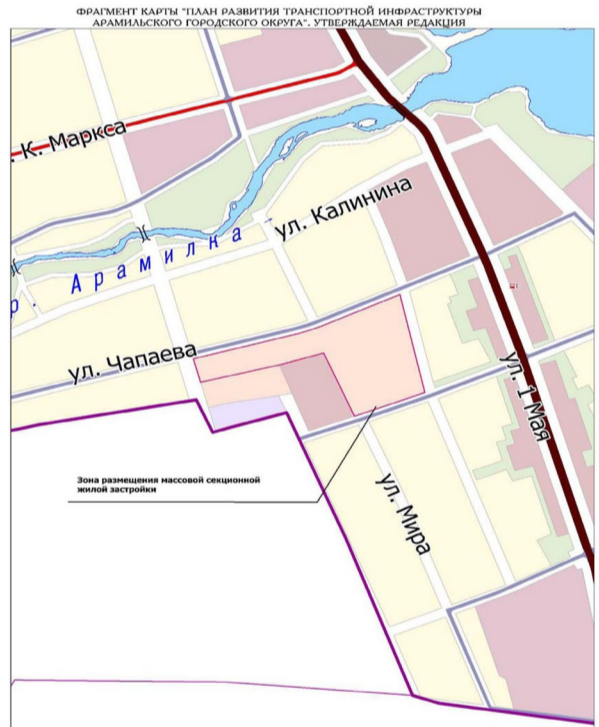 ФРАГМЕНТ КАРТЫ "ПЛАН РАЗВИТИЯ ТРАНСПОРТНОЙ ИНФРАСТРУКТУРЫ
АРАМИЛЬСКОГО ГОРОДСКОГО ОКРУГА". УТВЕРЖДАЕМАЯ РЕДАКЦИЯ
. К. Маркса
ул. Калинина
р. Арамилка
ул. Чапаева
ул. 1 Мая
Зона размещения массовой секционной
жилой застройки
ул. Мира